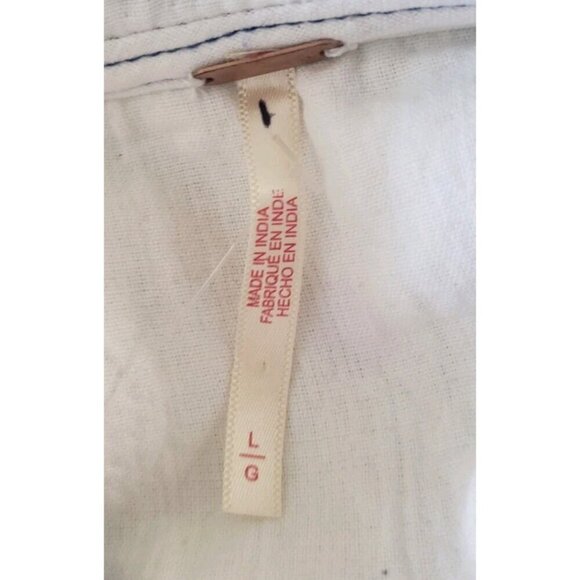 MADE IN INDIA
FABRIQUÉ EN INDE
HECHO EN INDIA
L
G